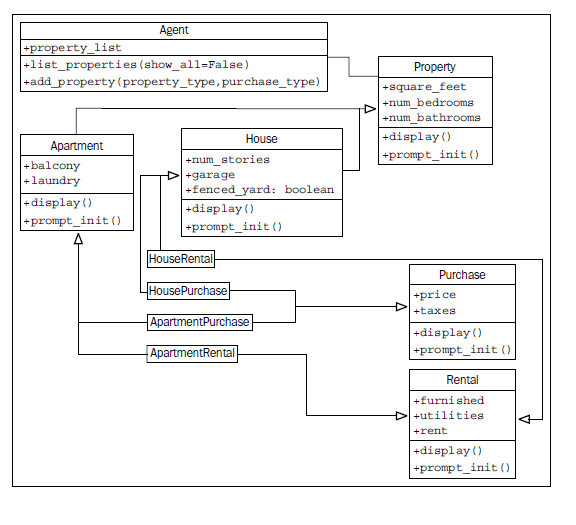 Agent
+property_list
+list_properties(show_all=False)
+add_property(property_type,purchase_type)
Property
+square_feet
+num_bedrooms
+num_bathrooms
+display()
+prompt_init()
Apartment
+balcony
+laundry
+display()
+prompt_init()
House
+num_stories
+garage
+fenced_yard: boolean
+display()
+prompt_init()
HouseRental
HousePurchase
ApartmentPurchase
ApartmentRental
Purchase
+price
+taxes
+display()
+prompt_init()
Rental
+furnished
+utilities
+rent
+display()
+prompt_init()